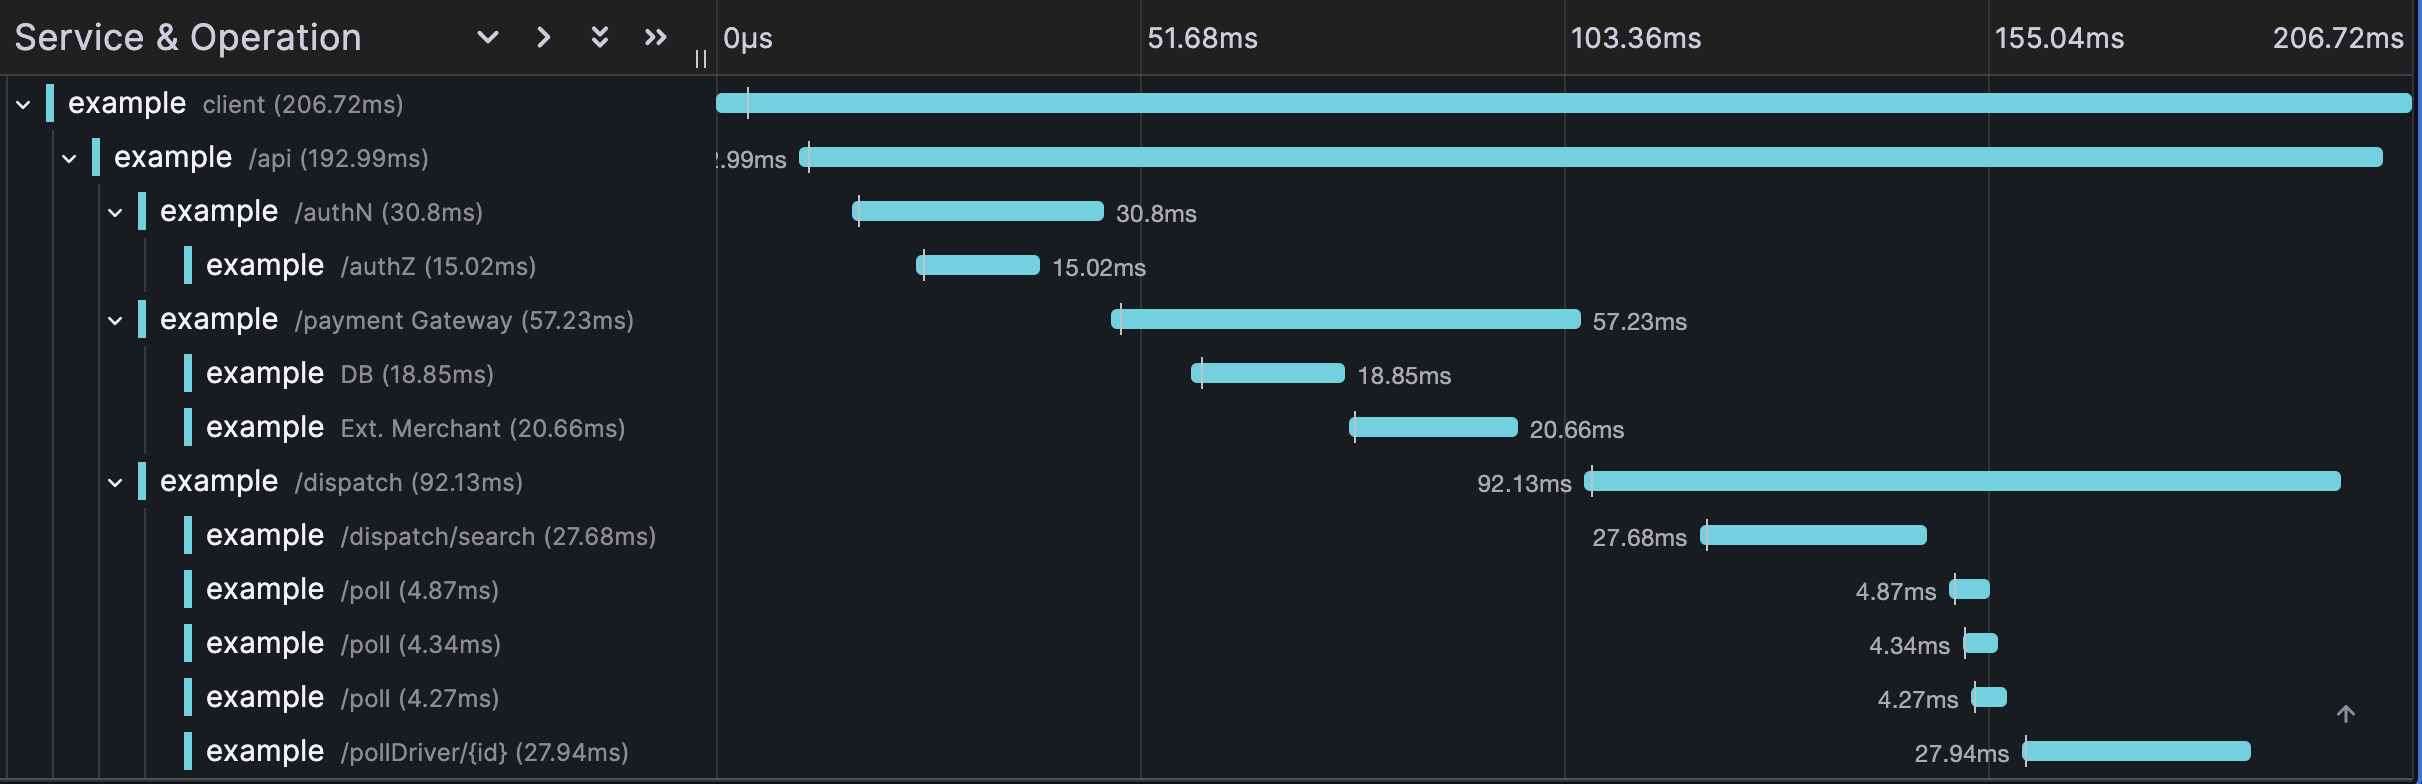 Service & Operation 0μs 51.68ms 103.36ms 155.04ms 206.72ms
example client (206.72ms)
example /api (192.99ms) .99ms
example /authN (30.8ms) 30.8ms
example /authZ (15.02ms) 15.02ms
example /payment Gateway (57.23ms) 57.23ms
example DB (18.85ms) 18.85ms
example Ext. Merchant (20.66ms) 20.66ms
example /dispatch (92.13ms) 92.13ms
example /dispatch/search (27.68ms) 27.68ms
example /poll (4.87ms) 4.87ms
example /poll (4.34ms) 4.34ms
example /poll (4.27ms) 4.27ms
example /pollDriver/{id} (27.94ms) 27.94ms